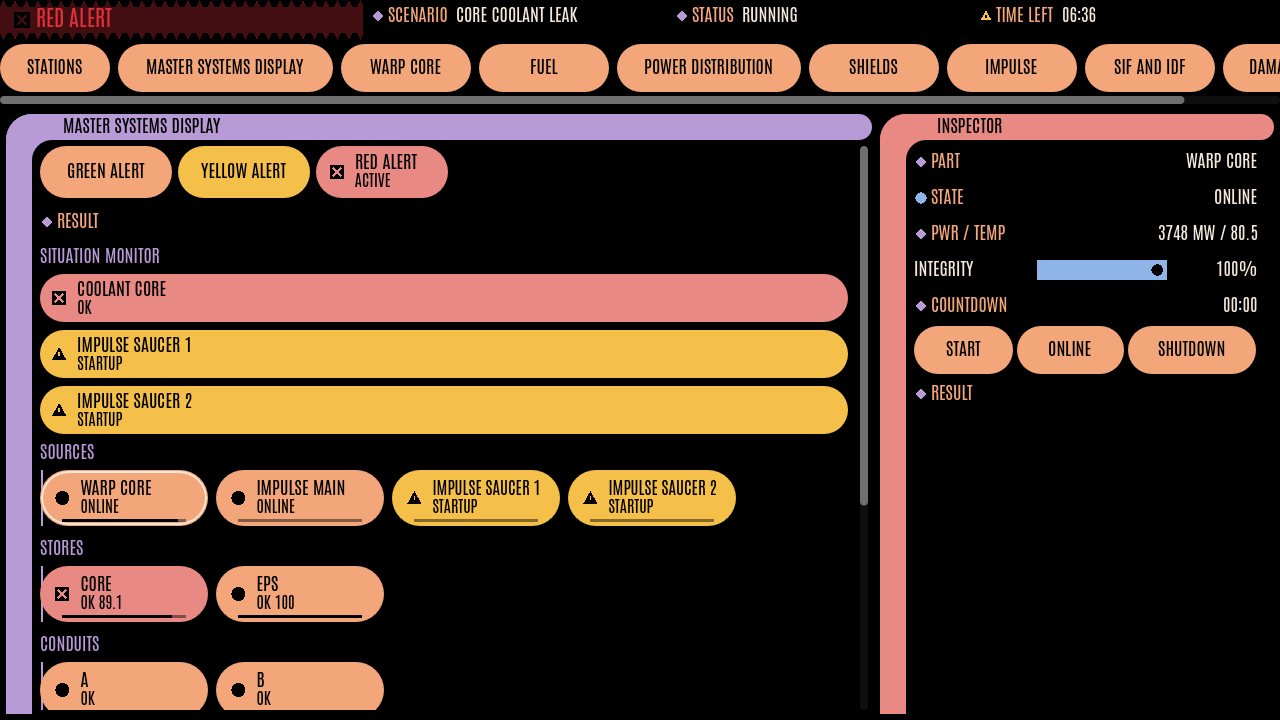 RED ALERT
SCENARIO CORE COOLANT LEAK
STATUS RUNNING
TIME LEFT 06:36
STATIONS
MASTER SYSTEMS DISPLAY
WARP CORE
FUEL
POWER DISTRIBUTION
SHIELDS
IMPULSE
SIF AND IDF
DAMA
MASTER SYSTEMS DISPLAY
GREEN ALERT
YELLOW ALERT
RED ALERT
ACTIVE
RESULT
SITUATION MONITOR
COOLANT CORE
OK
IMPULSE SAUCER 1
STARTUP
IMPULSE SAUCER 2
STARTUP
SOURCES
WARP CORE
ONLINE
IMPULSE MAIN
ONLINE
IMPULSE SAUCER 1
STARTUP
IMPULSE SAUCER 2
STARTUP
STORES
CORE
OK 89.1
EPS
OK 100
CONDUITS
A
OK
B
OK
INSPECTOR
PART WARP CORE
STATE ONLINE
PWR / TEMP 3748 MW / 80.5
INTEGRITY 100%
COUNTDOWN 00:00
START
ONLINE
SHUTDOWN
RESULT